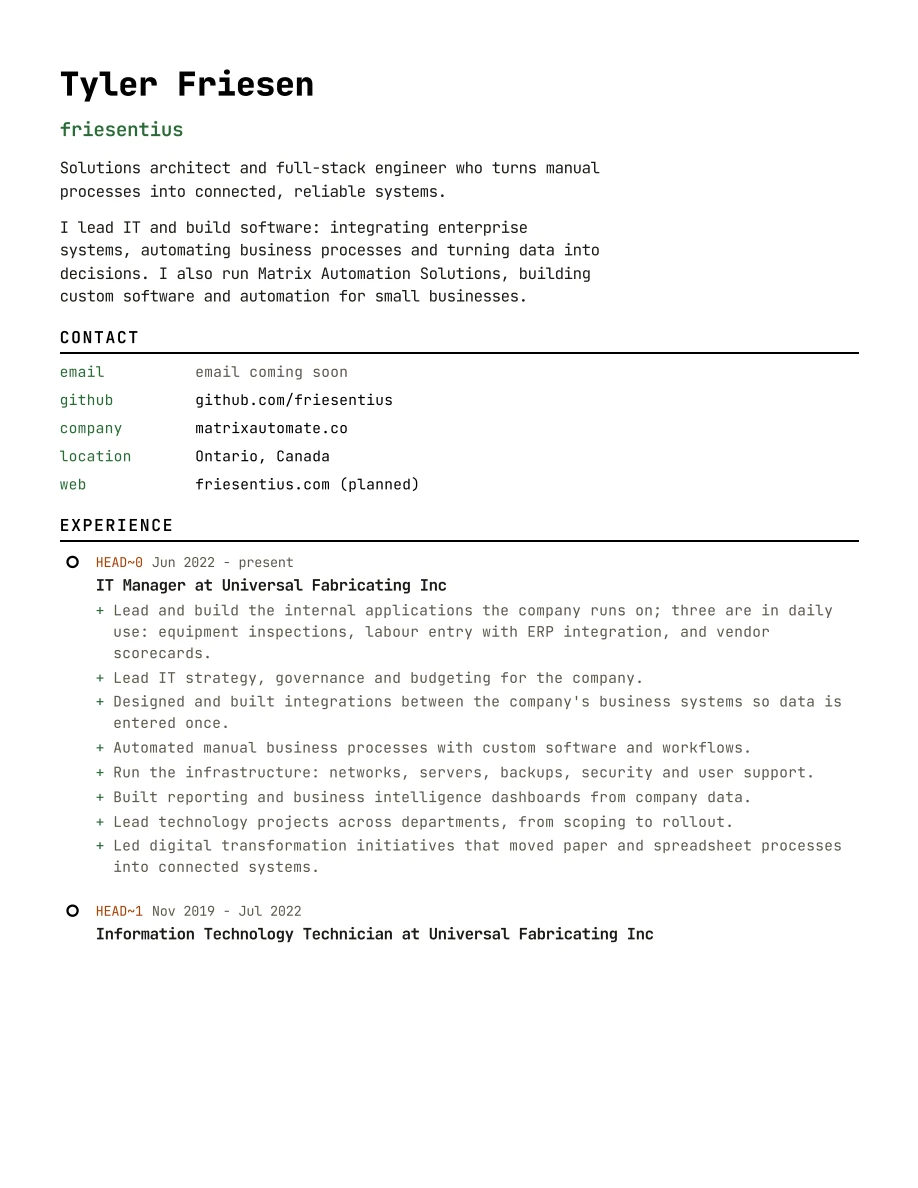 Tyler Friesen
friesentius
Solutions architect and full-stack engineer who turns manual
processes into connected, reliable systems.
I lead IT and build software: integrating enterprise
systems, automating business processes and turning data into
decisions. I also run Matrix Automation Solutions, building
custom software and automation for small businesses.
CONTACT
email email coming soon
github github.com/friesentius
company matrixautomate.co
location Ontario, Canada
web friesentius.com (planned)
EXPERIENCE
HEAD~0 Jun 2022 - present
IT Manager at Universal Fabricating Inc
+ Lead and build the internal applications the company runs on; three are in daily
use: equipment inspections, labour entry with ERP integration, and vendor
scorecards.
+ Lead IT strategy, governance and budgeting for the company.
+ Designed and built integrations between the company's business systems so data is
entered once.
+ Automated manual business processes with custom software and workflows.
+ Run the infrastructure: networks, servers, backups, security and user support.
+ Built reporting and business intelligence dashboards from company data.
+ Lead technology projects across departments, from scoping to rollout.
+ Led digital transformation initiatives that moved paper and spreadsheet processes
into connected systems.
HEAD~1 Nov 2019 - Jul 2022
Information Technology Technician at Universal Fabricating Inc